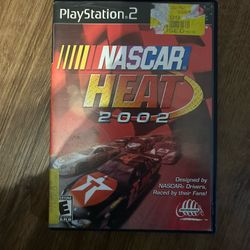 PlayStation 2
NASCAR
HEAT
2002
Designed by
NASCAR Drivers,
Raced by their Fans!
E